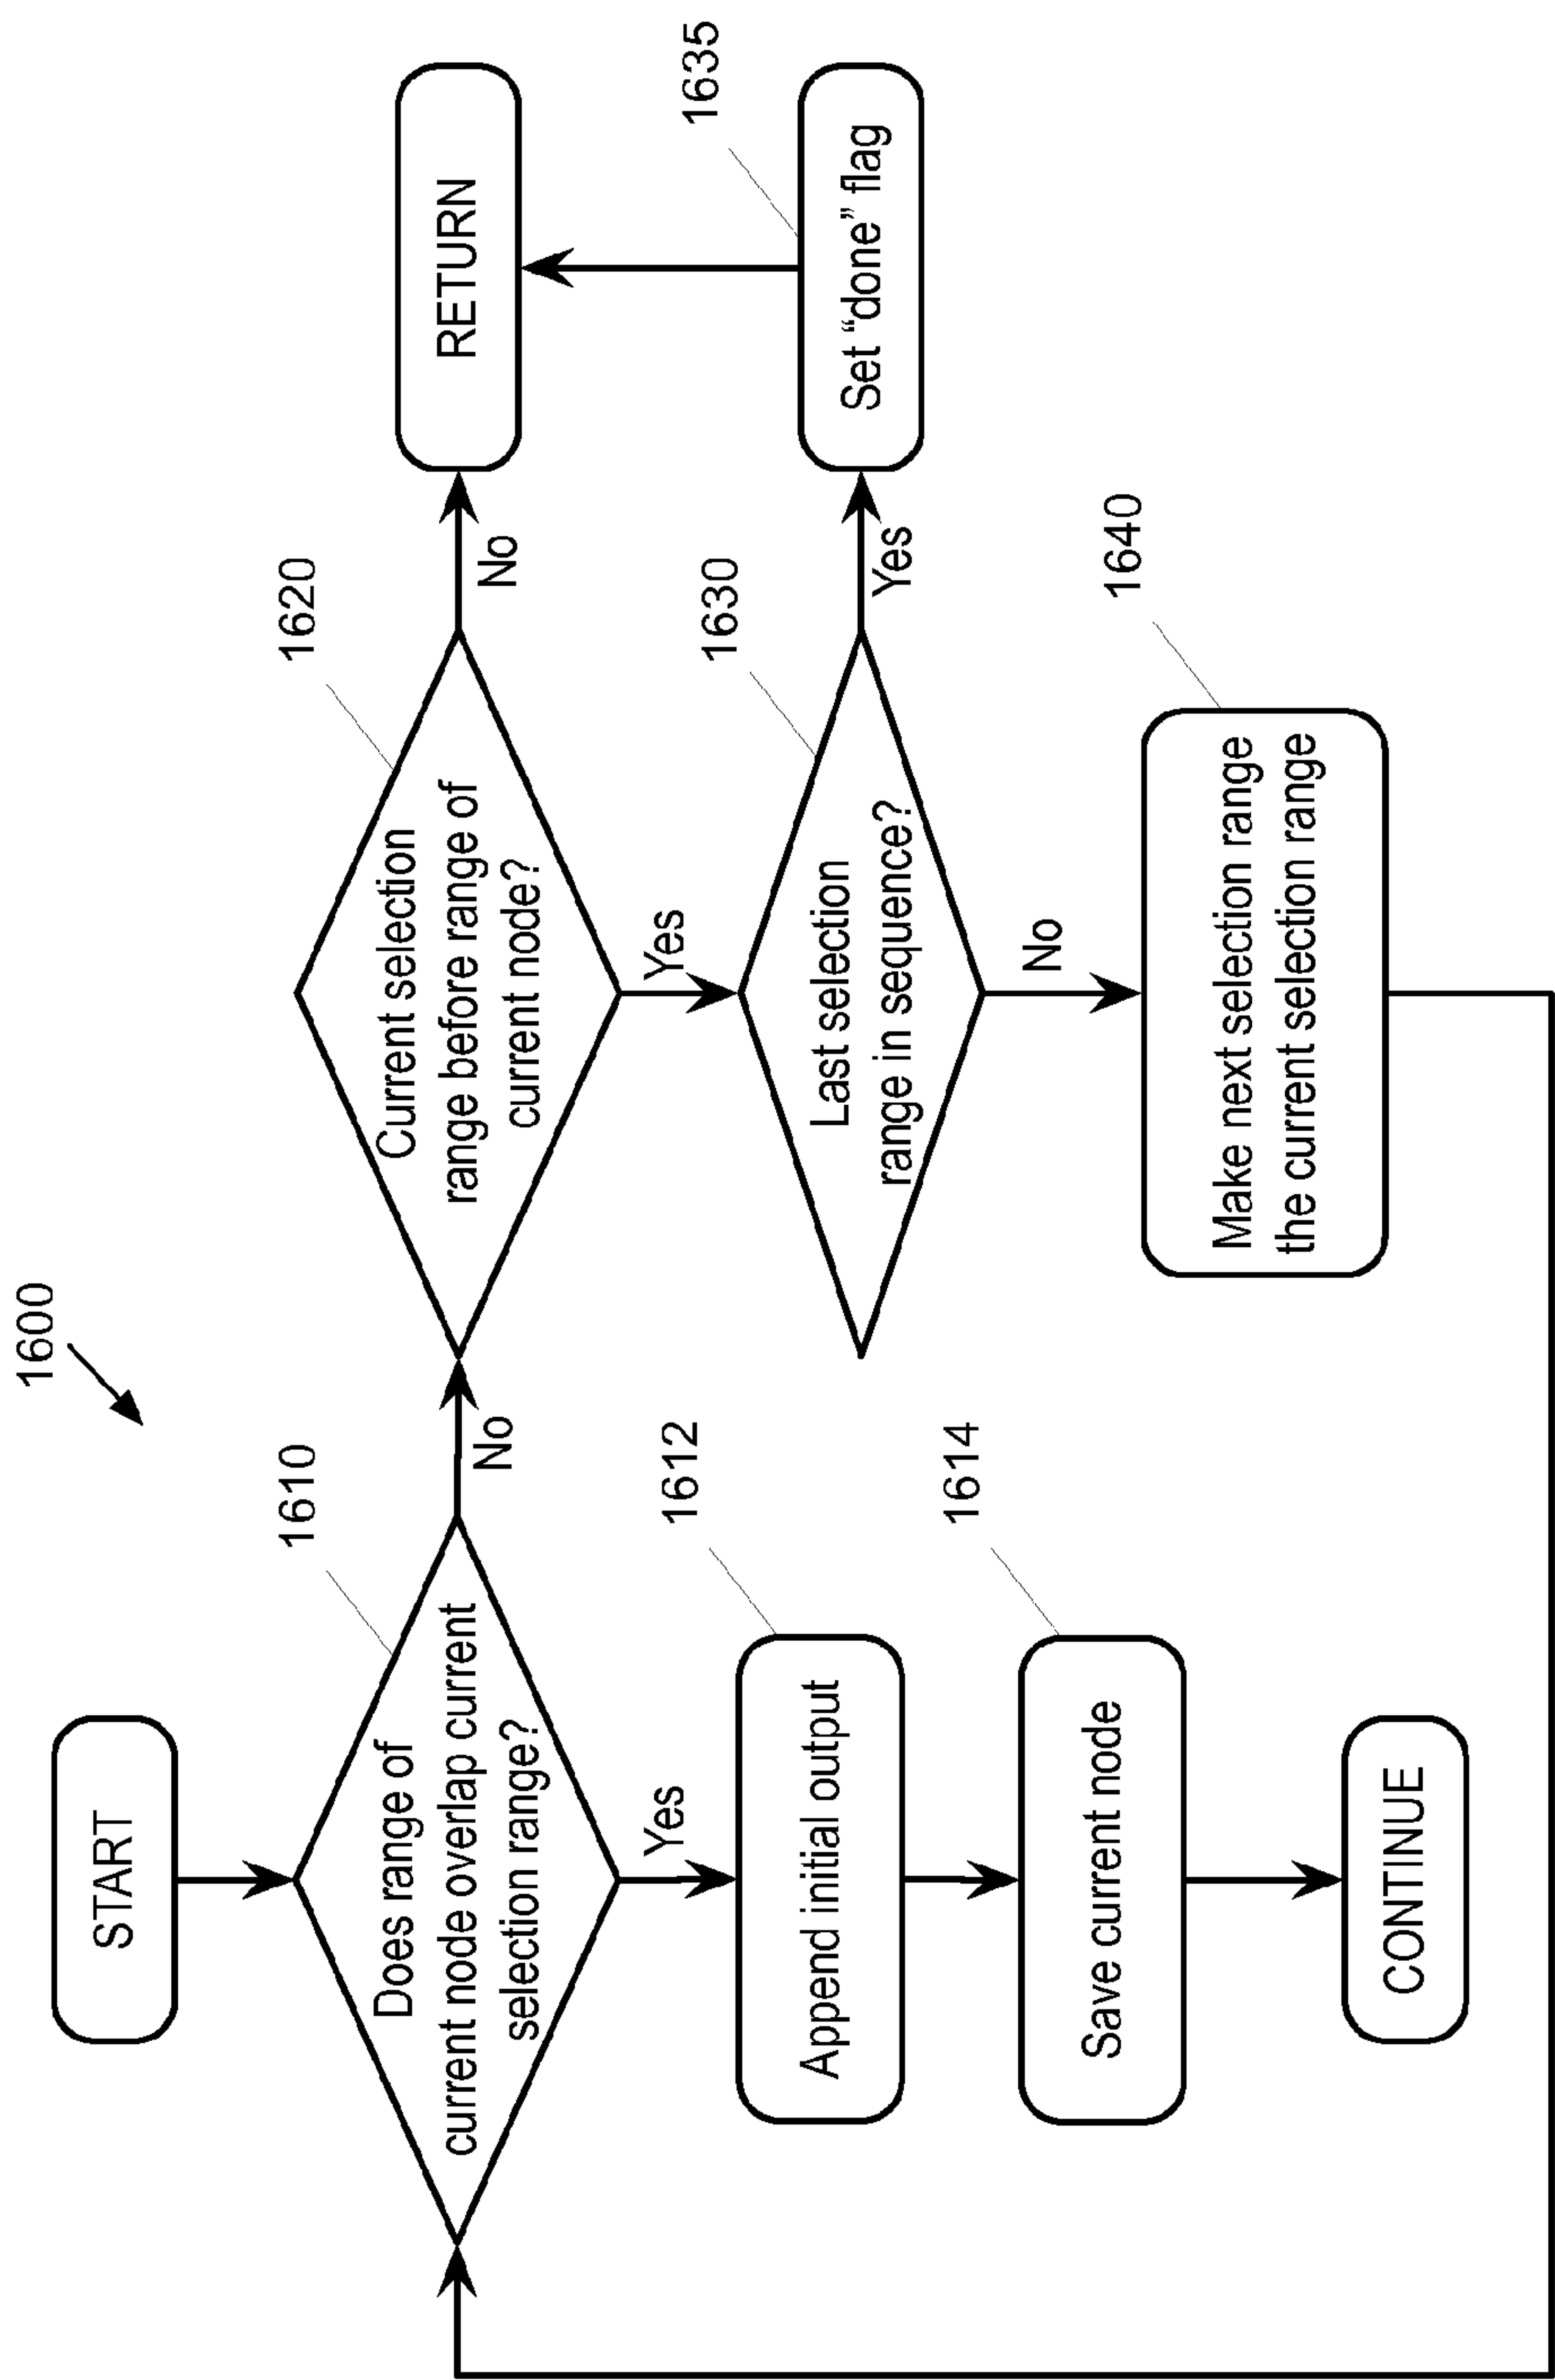 1600
START
1610
Does range of
current node overlap current
selection range?
No
Yes
1612
Append initial output
1614
Save current node
CONTINUE
1620
Current selection
range before range of
current node?
No
RETURN
Yes
1630
Last selection
range in sequence?
Yes
1635
Set “done” flag
No
1640
Make next selection range
the current selection range